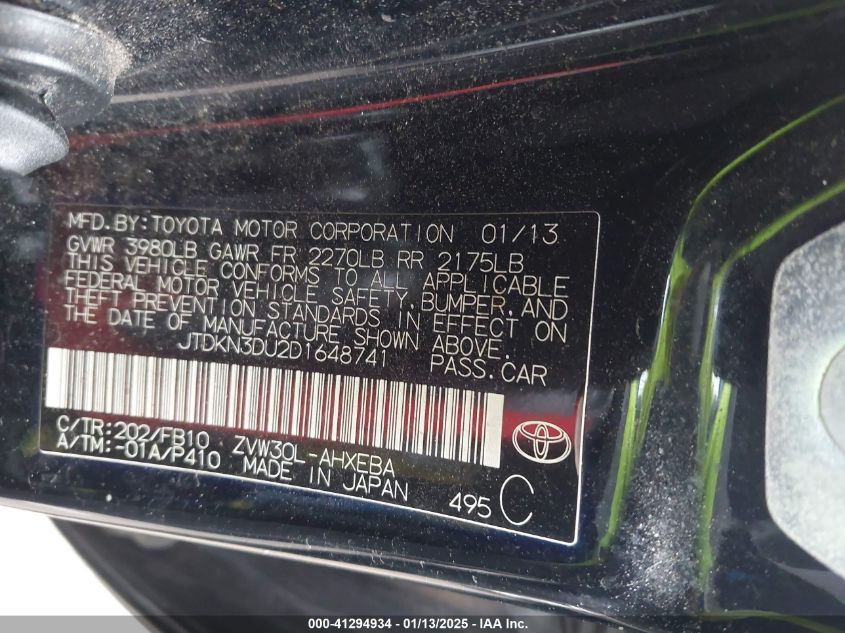 MFD.BY:TOYOTA MOTOR CORPORATION 01/13
GVWR 3980LB GAWR FR 2270LB RR 2175LB
THIS VEHICLE CONFORMS TO ALL APPLICABLE
FEDERAL MOTOR VEHICLE SAFETY, BUMPER, AND
THEFT PREVENTION STANDARDS IN EFFECT ON
THE DATE OF MANUFACTURE SHOWN ABOVE.
JTDKN3DU2D1648741 PASS.CAR
C/TR:202/FB10 ZVW30L-AHXEBA
A/TM:-01A/P410 MADE IN JAPAN
495 C
000-41294934 - 01/13/2025 - IAA Inc.